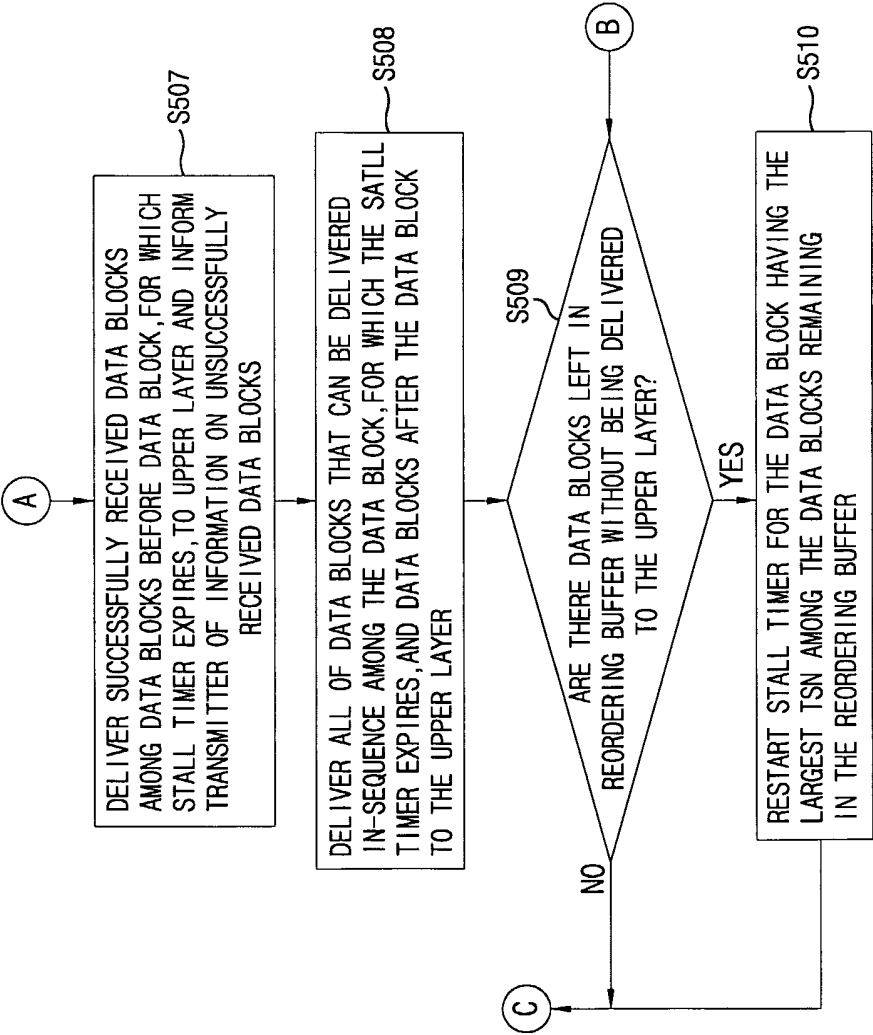 A
S507
DELIVER SUCCESSFULLY RECEIVED DATA BLOCKS
AMONG DATA BLOCKS BEFORE DATA BLOCK,FOR WHICH
STALL TIMER EXPIRES,TO UPPER LAYER AND INFORM
TRANSMITTER OF INFORMATION ON UNSUCCESSFULLY
RECEIVED DATA BLOCKS
S508
DELIVER ALL OF DATA BLOCKS THAT CAN BE DELIVERED
IN-SEQUENCE AMONG THE DATA BLOCK,FOR WHICH THE SATLL
TIMER EXPIRES,AND DATA BLOCKS AFTER THE DATA BLOCK
TO THE UPPER LAYER
S509
ARE THERE DATA BLOCKS LEFT IN
REORDERING BUFFER WITHOUT BEING DELIVERED
TO THE UPPER LAYER?
B
NO
YES
C
S510
RESTART STALL TIMER FOR THE DATA BLOCK HAVING THE
LARGEST TSN AMONG THE DATA BLOCKS REMAINING
IN THE REORDERING BUFFER